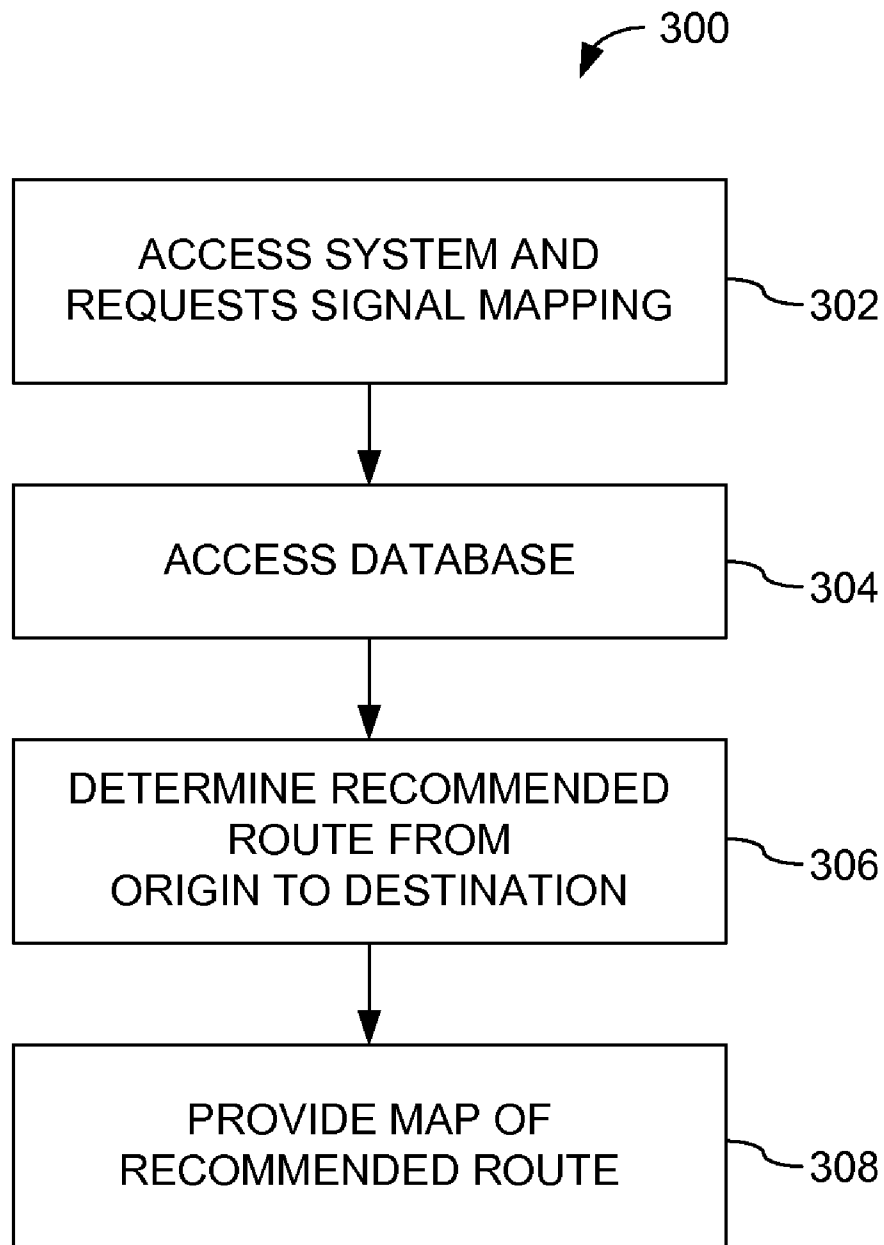 300
ACCESS SYSTEM AND
REQUESTS SIGNAL MAPPING
302
ACCESS DATABASE
304
DETERMINE RECOMMENDED
ROUTE FROM
ORIGIN TO DESTINATION
306
PROVIDE MAP OF
RECOMMENDED ROUTE
308